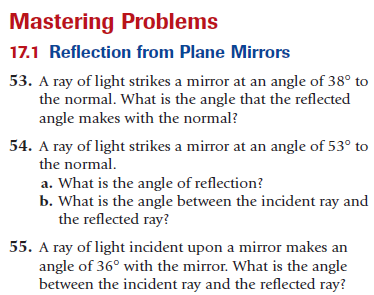 Mastering Problems
17.1 Reflection from Plane Mirrors
53. A ray of light strikes a mirror at an angle of 38° to
the normal. What is the angle that the reflected
angle makes with the normal?
54. A ray of light strikes a mirror at an angle of 53° to
the normal.
a. What is the angle of reflection?
b. What is the angle between the incident ray and
the reflected ray?
55. A ray of light incident upon a mirror makes an
angle of 36° with the mirror. What is the angle
between the incident ray and the reflected ray?